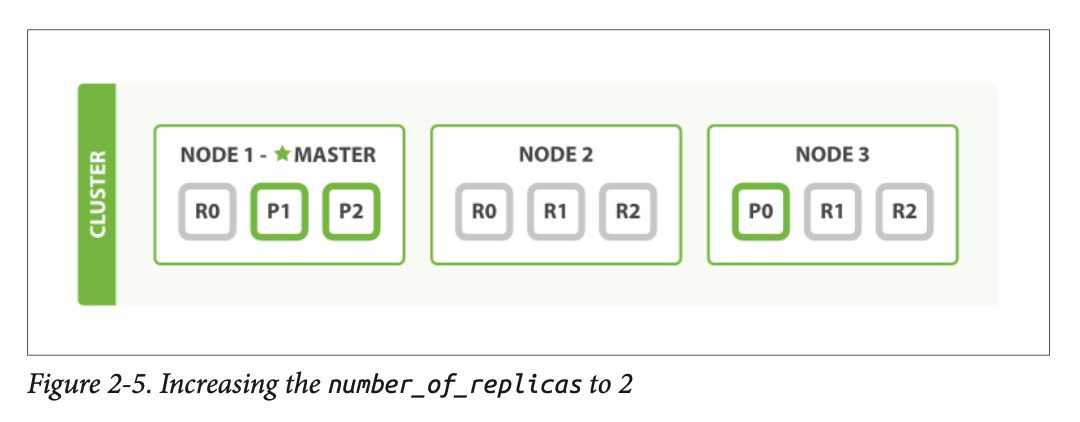 CLUSTER
NODE 1 - ★ MASTER
R0 P1 P2
NODE 2
R0 R1 R2
NODE 3
P0 R1 R2
Figure 2-5. Increasing the number_of_replicas to 2